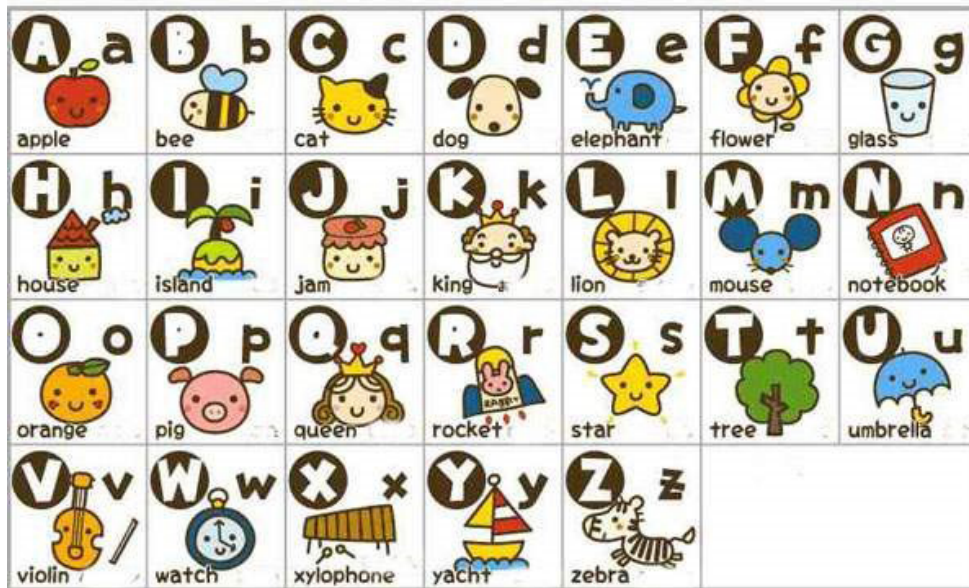 A a
apple
B b
bee
C c
cat
D d
dog
E e
elephant
F f
flower
G g
glass
H h
house
I i
island
J j
jam
K k
king
L l
lion
M m
mouse
N n
notebook
O o
orange
P p
pig
Q q
queen
R r
RABBIT
rocket
S s
star
T t
tree
U u
umbrella
V v
violin
W w
watch
X x
xylophone
Y y
yacht
Z z
zebra